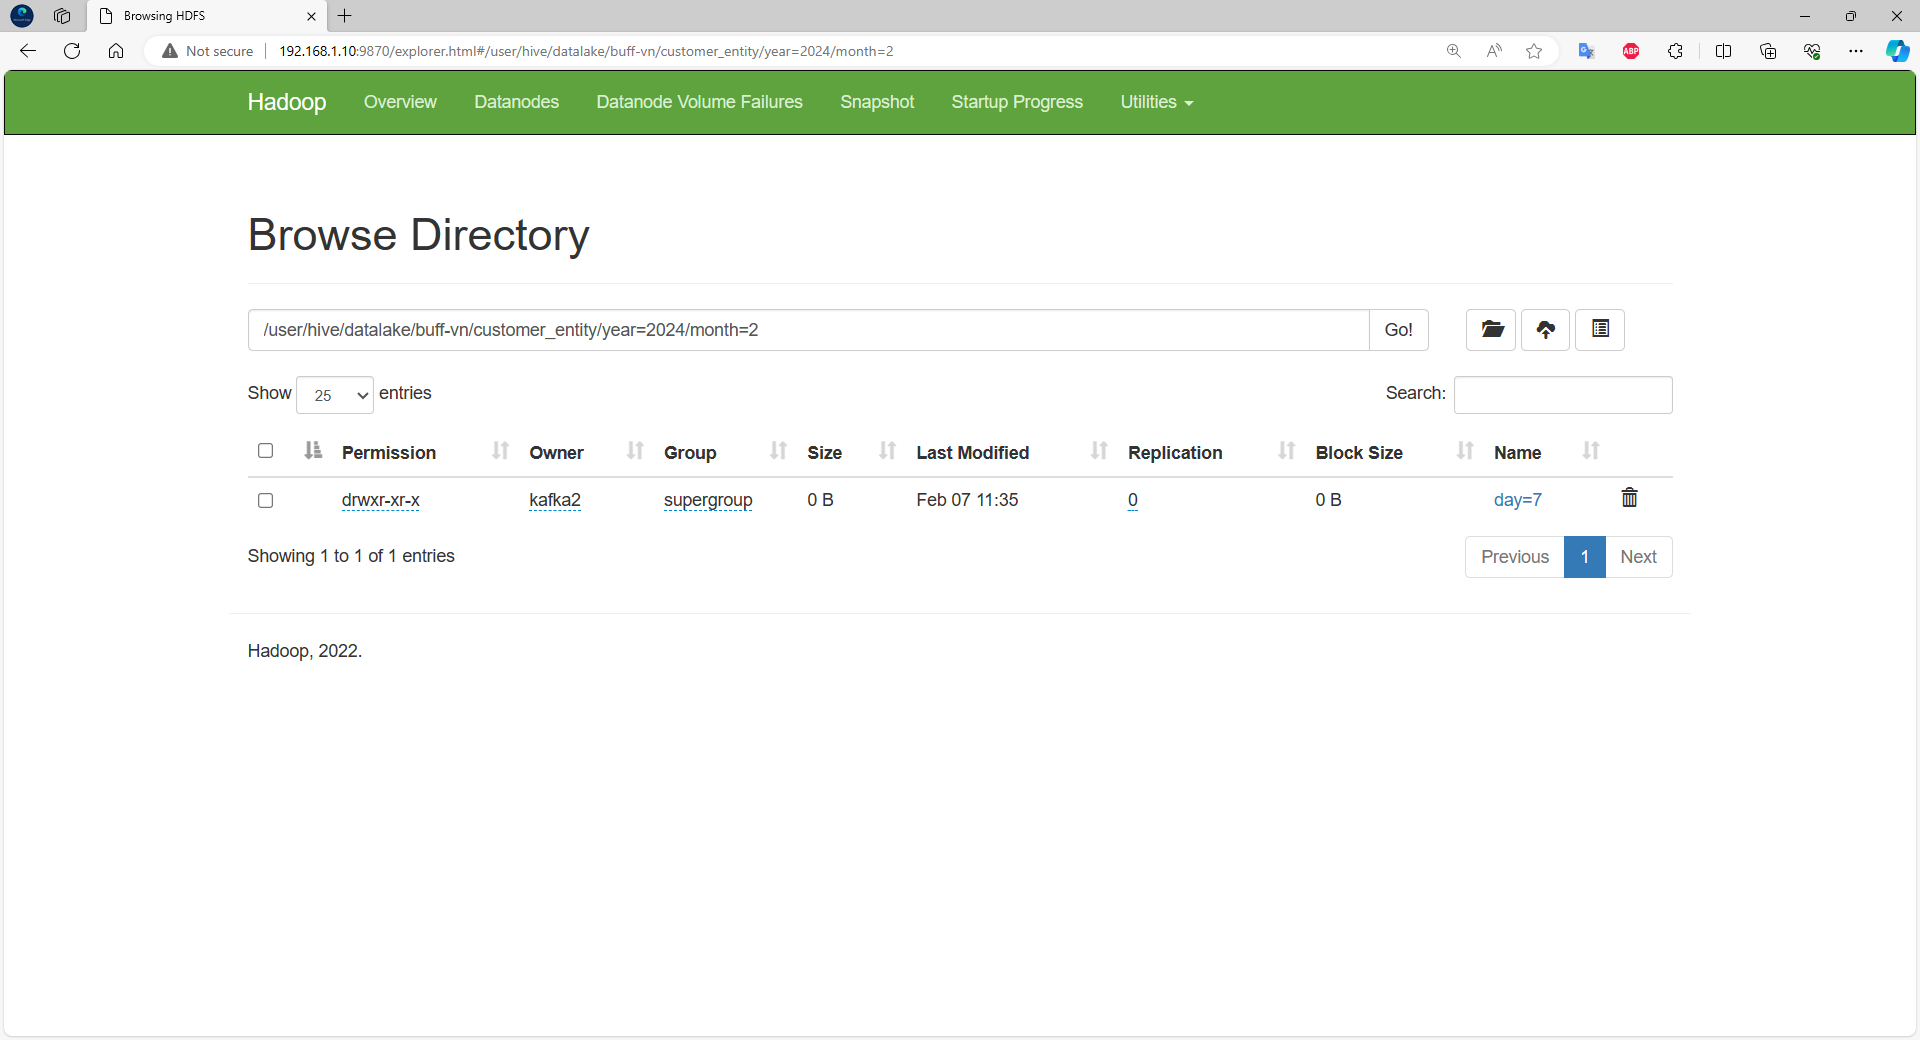 Browsing HDFS
Not secure 192.168.1.10:9870/explorer.html#/user/hive/datalake/buff-vn/customer_entity/year=2024/month=2
ABP
Hadoop Overview Datanodes Datanode Volume Failures Snapshot Startup Progress Utilities
Browse Directory
/user/hive/datalake/buff-vn/customer_entity/year=2024/month=2 Go!
Show 25 entries Search:
Permission Owner Group Size Last Modified Replication Block Size Name
drwxr-xr-x kafka2 supergroup 0 B Feb 07 11:35 0 0 B day=7
Showing 1 to 1 of 1 entries Previous 1 Next
Hadoop, 2022.